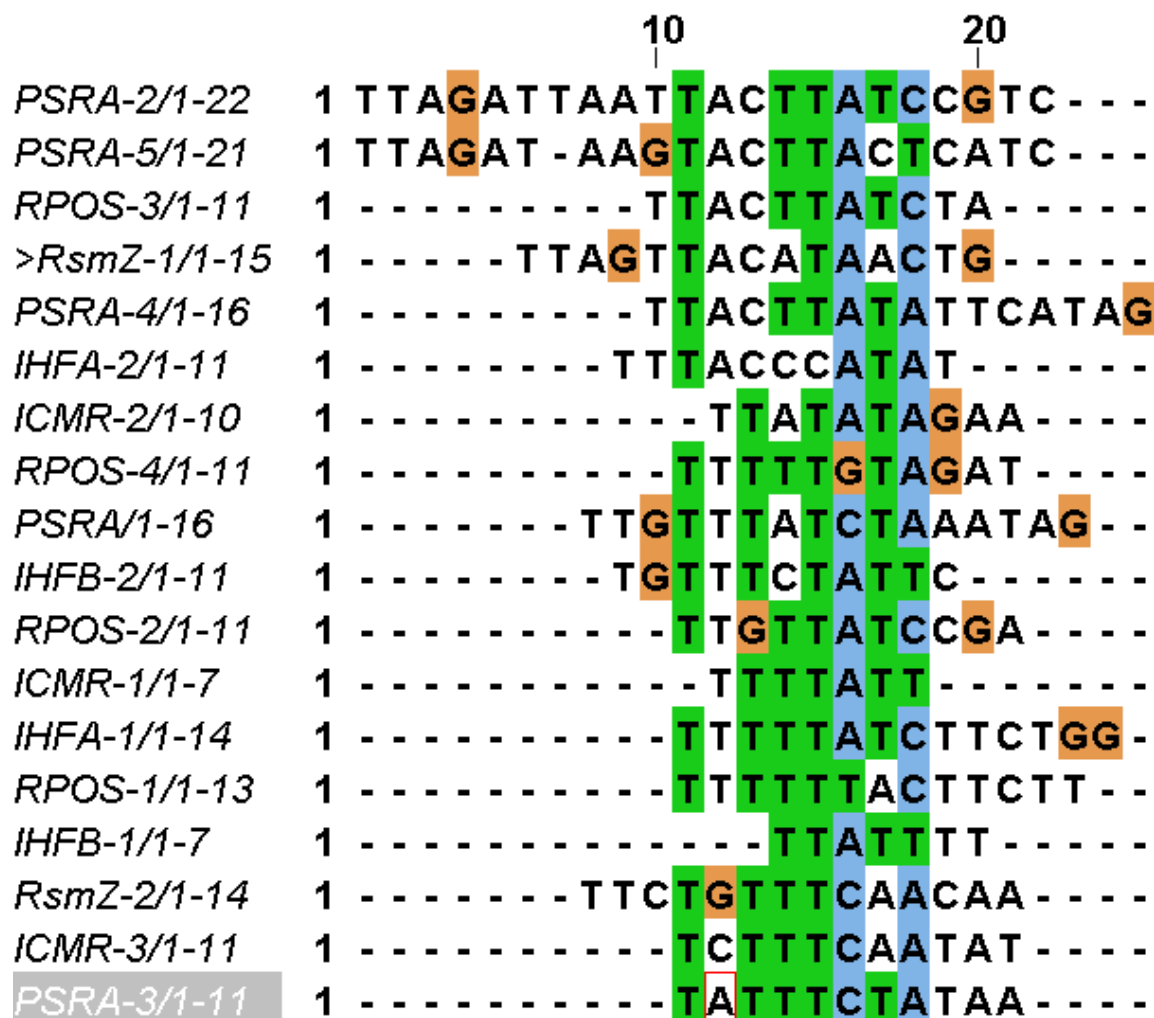 10 20
PSRA-2/1-22 1 TTAGATTAATTACTTATCCGTC---
PSRA-5/1-21 1 TTAGAT-AAGTACTTACTCATC---
RPOS-3/1-11 1 ---------TTACTTATCTA-----
>RsmZ-1/1-15 1 -----TTAGTTACATAACTG-----
PSRA-4/1-16 1 ---------TTACTTATATTCATAG
IHFA-2/1-11 1 --------TTTACCCATAT------
ICMR-2/1-10 1 -----------TTATATAGAA----
RPOS-4/1-11 1 ----------TTTTTGTAGAT----
PSRA/1-16 1 -------TTGTTTATCTAAATAG--
IHFB-2/1-11 1 --------TGTTTCTATTC------
RPOS-2/1-11 1 ----------TTGTTATCCGA----
ICMR-1/1-7 1 -----------TTTTATT-------
IHFA-1/1-14 1 ----------TTTTTATCTTCTGG-
RPOS-1/1-13 1 ----------TTTTTTACTTCTT--
IHFB-1/1-7 1 -------------TTATTTT-----
RsmZ-2/1-14 1 -------TTCTGTTTCAACAA----
ICMR-3/1-11 1 ----------TCTTTCAATAT----
PSRA-3/1-11 1 ----------TATTTCTATAA----